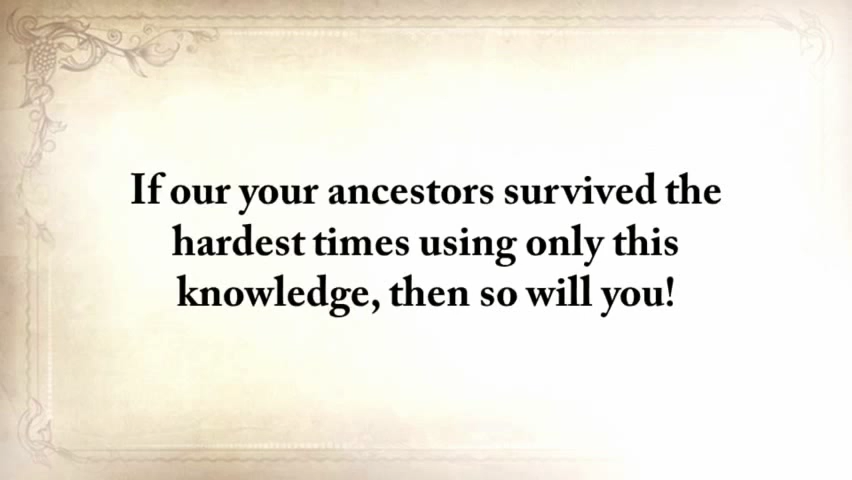 If our your ancestors survived the
hardest times using only this
knowledge, then so will you!